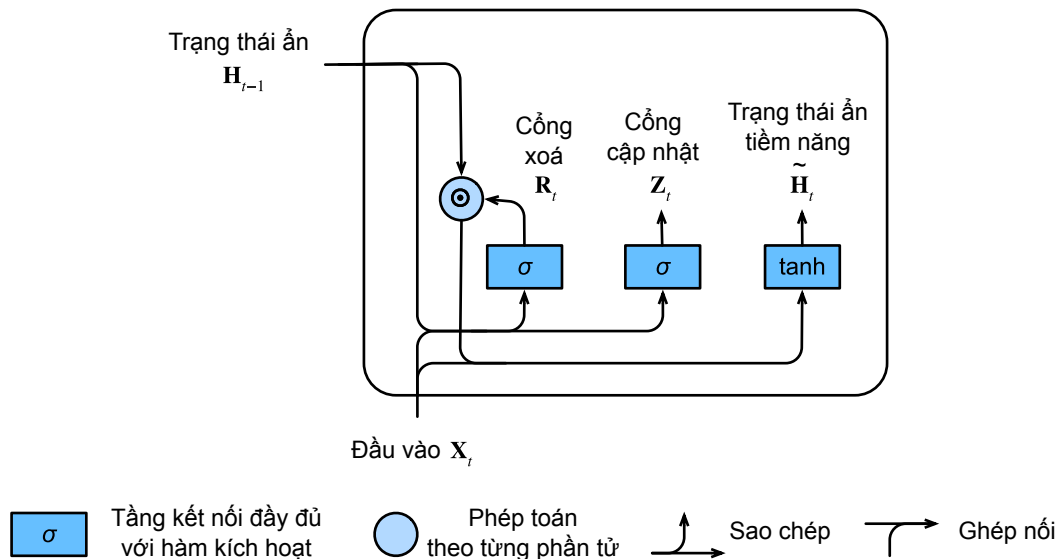 Trạng thái ẩn
H_{t−1}
Cổng
xoá
R_t
Cổng
cập nhật
Z_t
Trạng thái ẩn
tiềm năng
H̃_t
⊙
σ
σ
tanh
Đầu vào X_t
σ
Tầng kết nối đầy đủ
với hàm kích hoạt
Phép toán
theo từng phần tử
Sao chép
Ghép nối